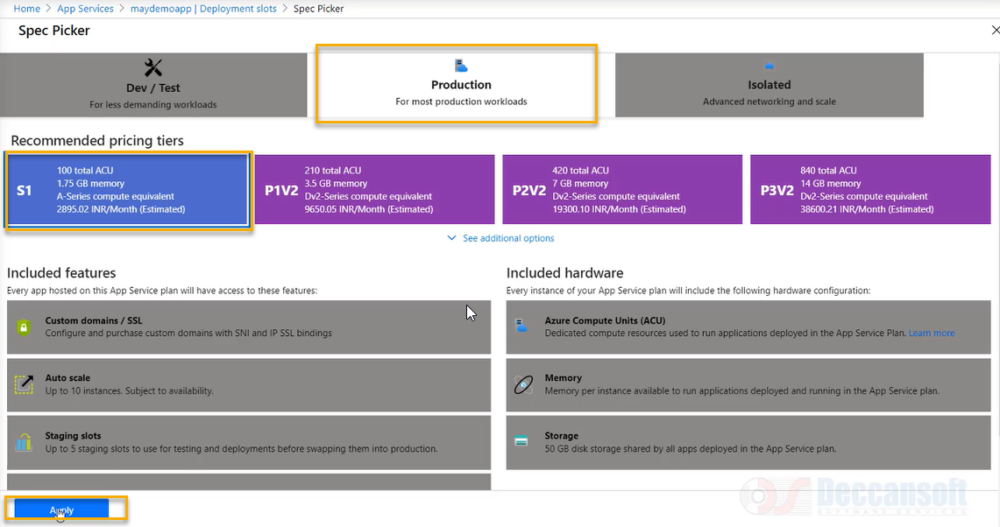 Home > App Services > maydemoapp | Deployment slots > Spec Picker
Spec Picker
Dev / Test
For less demanding workloads
Production
For most production workloads
Isolated
Advanced networking and scale
Recommended pricing tiers
S1
100 total ACU
1.75 GB memory
A-Series compute equivalent
2895.02 INR/Month (Estimated)
P1V2
210 total ACU
3.5 GB memory
Dv2-Series compute equivalent
9650.05 INR/Month (Estimated)
P2V2
420 total ACU
7 GB memory
Dv2-Series compute equivalent
19300.10 INR/Month (Estimated)
P3V2
840 total ACU
14 GB memory
Dv2-Series compute equivalent
38600.21 INR/Month (Estimated)
See additional options
Included features
Every app hosted on this App Service plan will have access to these features:
Custom domains / SSL
Configure and purchase custom domains with SNI and IP SSL bindings
Auto scale
Up to 10 instances. Subject to availability.
Staging slots
Up to 5 staging slots to use for testing and deployments before swapping them into production.
Included hardware
Every instance of your App Service plan will include the following hardware configuration:
Azure Compute Units (ACU)
Dedicated compute resources used to run applications deployed in the App Service Plan. Learn more
Memory
Memory per instance available to run applications deployed and running in the App Service plan.
Storage
50 GB disk storage shared by all apps deployed in the App Service plan.
Apply
Deccansoft
SOFTWARE SERVICES